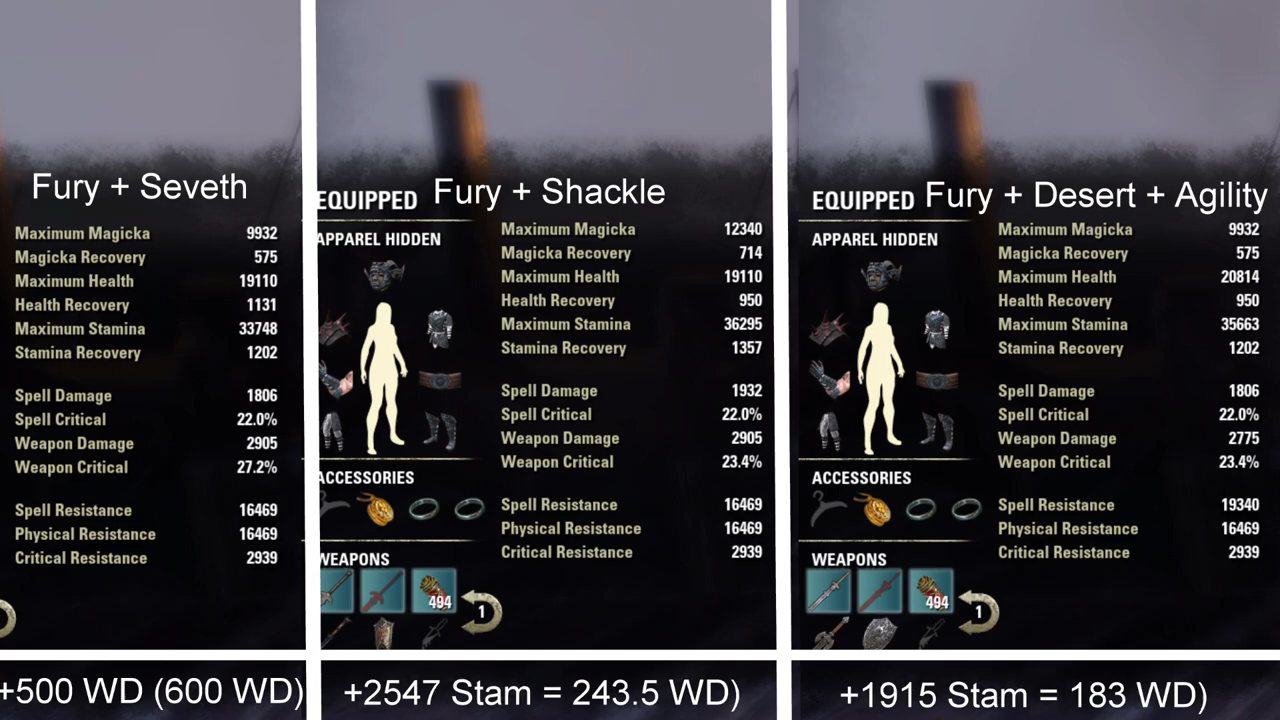 Fury + Seveth
Maximum Magicka 9932
Magicka Recovery 575
Maximum Health 19110
Health Recovery 1131
Maximum Stamina 33748
Stamina Recovery 1202
Spell Damage 1806
Spell Critical 22.0%
Weapon Damage 2905
Weapon Critical 27.2%
Spell Resistance 16469
Physical Resistance 16469
Critical Resistance 2939
+500 WD (600 WD)
EQUIPPED Fury + Shackle
APPAREL HIDDEN
Maximum Magicka 12340
Magicka Recovery 714
Maximum Health 19110
Health Recovery 950
Maximum Stamina 36295
Stamina Recovery 1357
Spell Damage 1932
Spell Critical 22.0%
Weapon Damage 2905
Weapon Critical 23.4%
ACCESSORIES
Spell Resistance 16469
Physical Resistance 16469
Critical Resistance 2939
WEAPONS
494
1
+2547 Stam = 243.5 WD)
EQUIPPED Fury + Desert + Agility
APPAREL HIDDEN
Maximum Magicka 9932
Magicka Recovery 575
Maximum Health 20814
Health Recovery 950
Maximum Stamina 35663
Stamina Recovery 1202
Spell Damage 1806
Spell Critical 22.0%
Weapon Damage 2775
Weapon Critical 23.4%
ACCESSORIES
Spell Resistance 19340
Physical Resistance 16469
Critical Resistance 2939
WEAPONS
494
1
+1915 Stam = 183 WD)